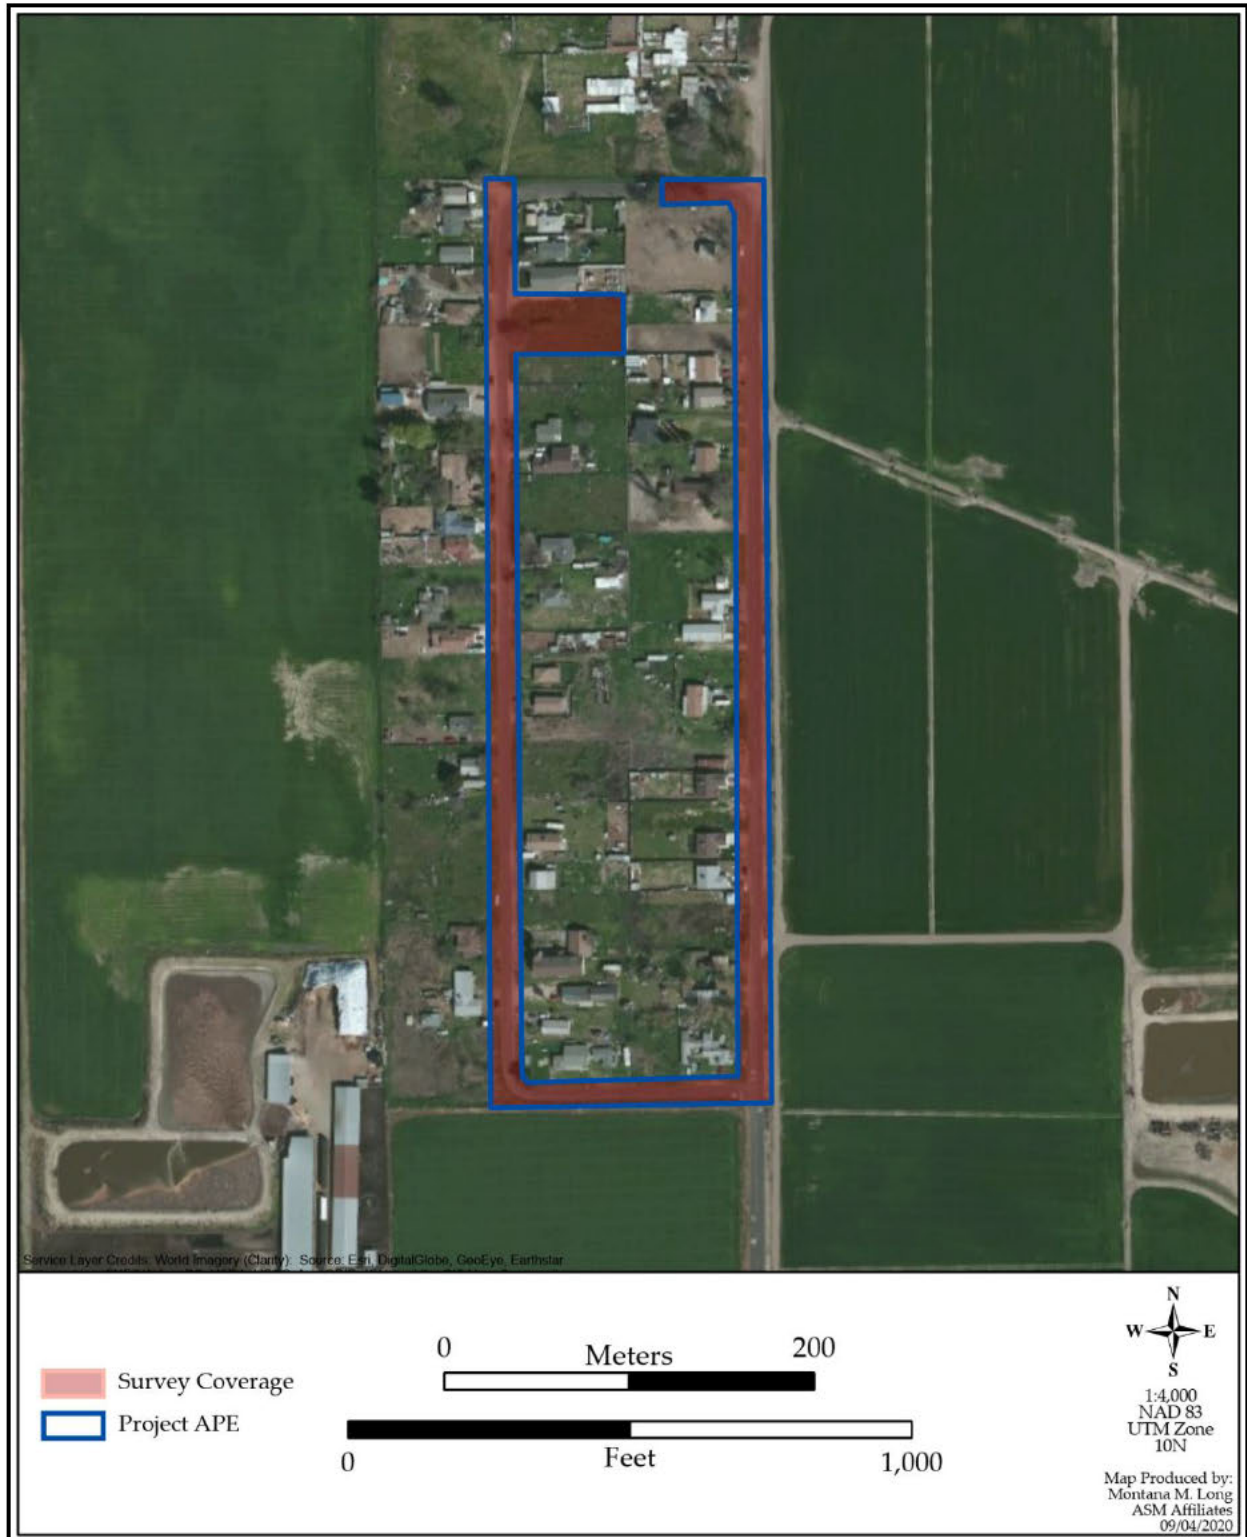 Service Layer Credits: World Imagery (Clarity): Source: Esri, DigitalGlobe, GeoEye, Earthstar
Survey Coverage
Project APE
0 Meters 200
0 Feet 1,000
N
W E
S
1:4,000
NAD 83
UTM Zone
10N
Map Produced by:
Montana M. Long
ASM Affiliates
09/04/2020